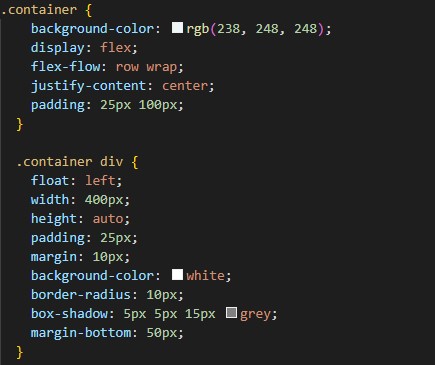 .container {
background-color: rgb(238, 248, 248);
display: flex;
flex-flow: row wrap;
justify-content: center;
padding: 25px 100px;
}
.container div {
float: left;
width: 400px;
height: auto;
padding: 25px;
margin: 10px;
background-color: white;
border-radius: 10px;
box-shadow: 5px 5px 15px grey;
margin-bottom: 50px;
}